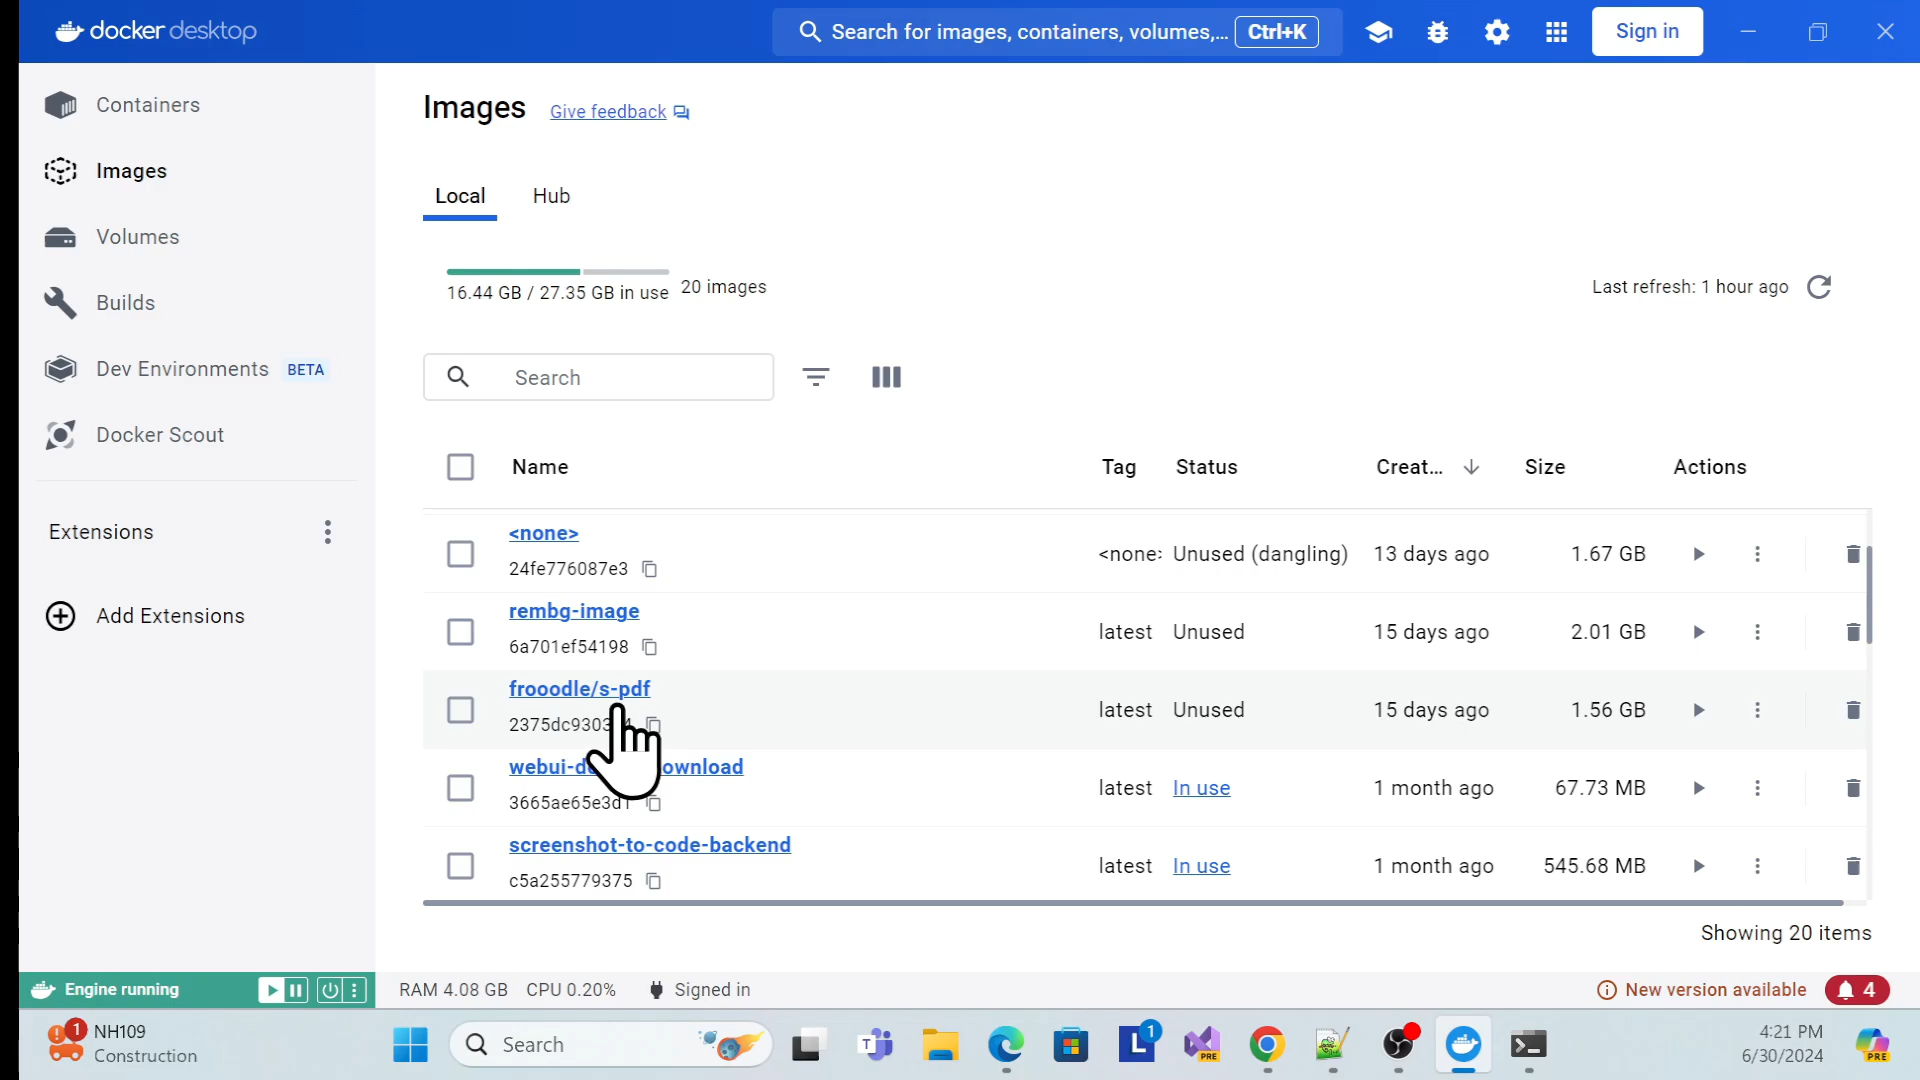 docker desktop
Search for images, containers, volumes,... Ctrl+K
Sign in
Containers
Images
Volumes
Builds
Dev Environments BETA
Docker Scout
Extensions
Add Extensions
Images Give feedback
Local Hub
16.44 GB / 27.35 GB in use 20 images
Last refresh: 1 hour ago
Search
Name Tag Status Creat... Size Actions
<none>
24fe776087e3
<none: Unused (dangling) 13 days ago 1.67 GB
rembg-image
6a701ef54198
latest Unused 15 days ago 2.01 GB
frooodle/s-pdf
latest Unused 15 days ago 1.56 GB
latest In use 1 month ago 67.73 MB
screenshot-to-code-backend
c5a255779375
latest In use 1 month ago 545.68 MB
Showing 20 items
Engine running
RAM 4.08 GB CPU 0.20% Signed in
New version available 4
1 NH109
Construction
Search
T
L 1
PRE
4:21 PM
6/30/2024
PRE